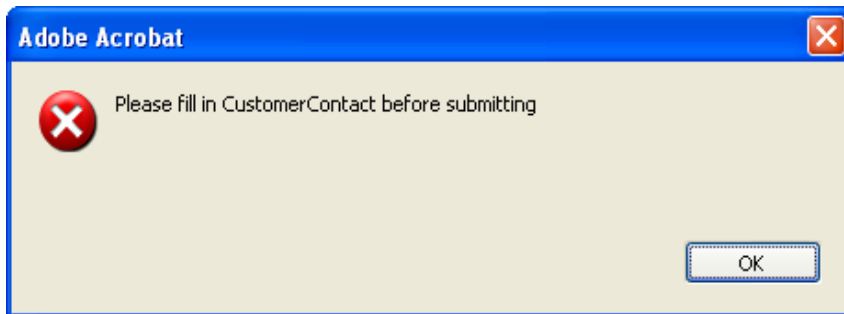 Adobe Acrobat
Please fill in CustomerContact before submitting
OK